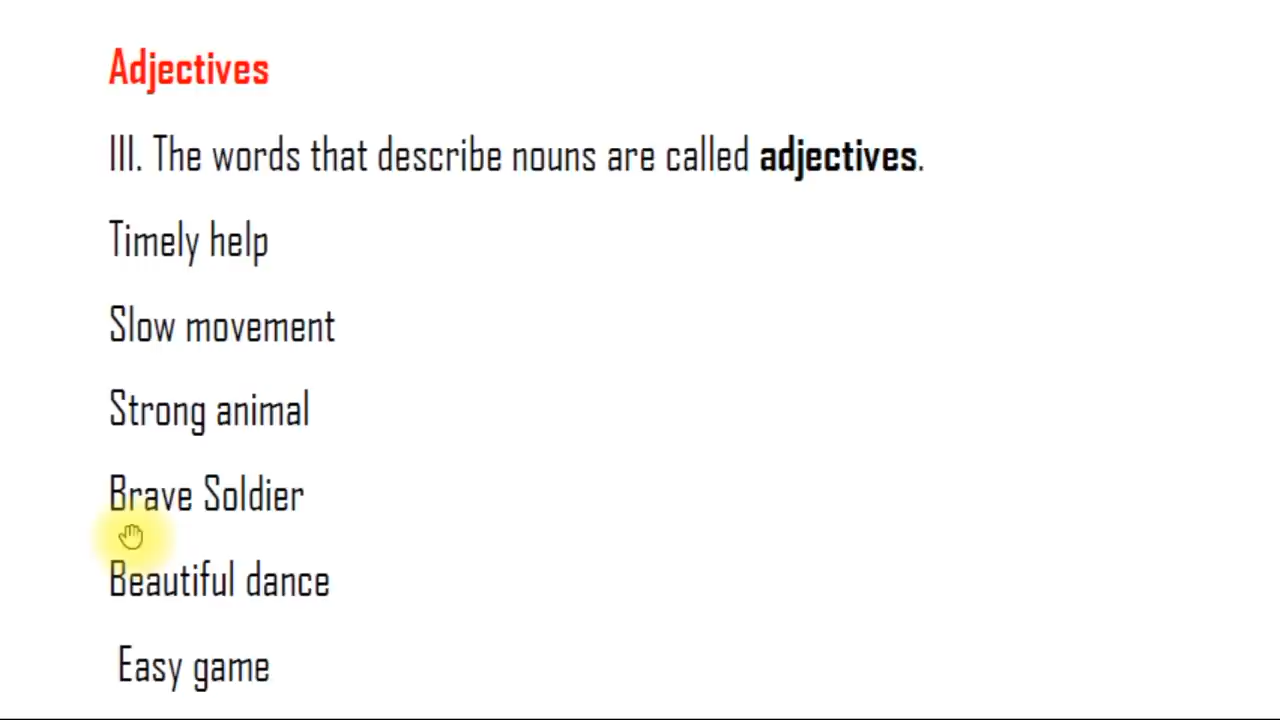 Adjectives
III. The words that describe nouns are called adjectives.
Timely help
Slow movement
Strong animal
Brave Soldier
Beautiful dance
Easy game